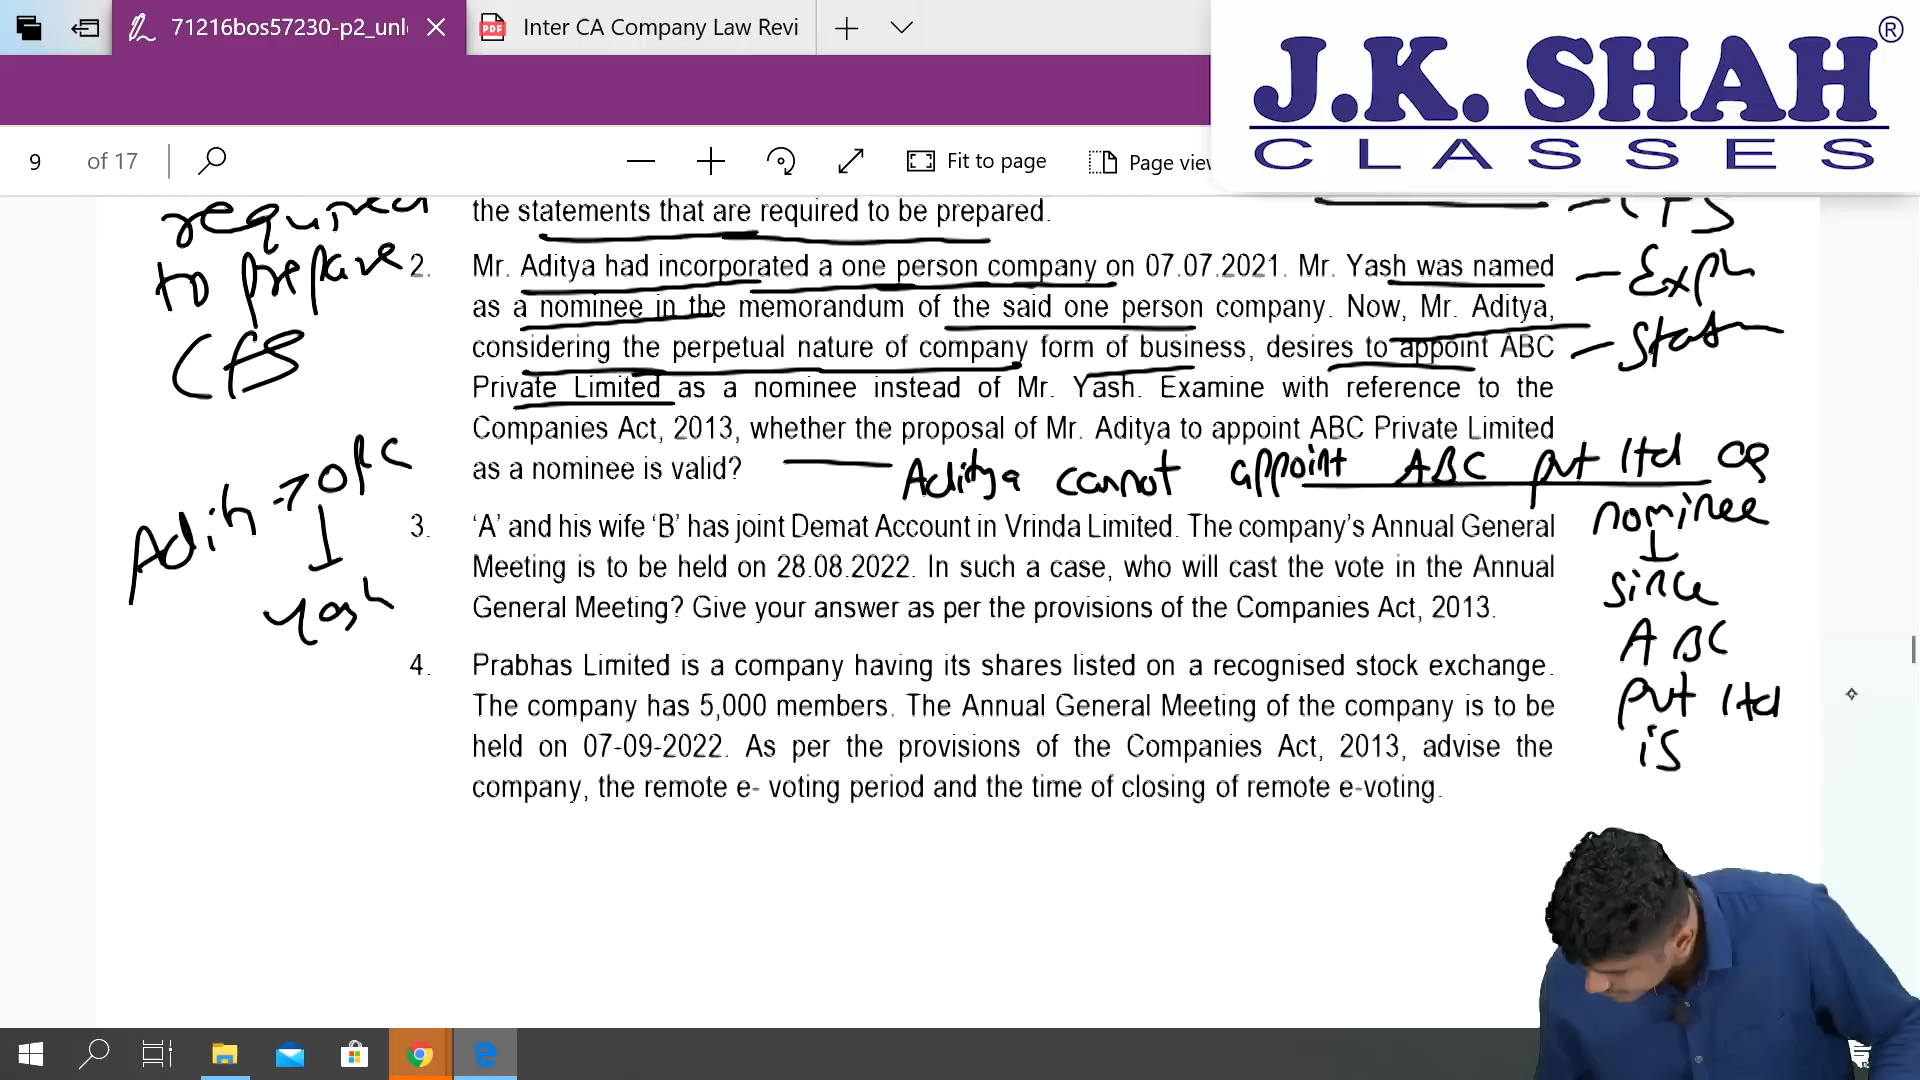 71216bos57230-p2_unl
Inter CA Company Law Revi
J.K. SHAH ®
CLASSES
9 of 17
Fit to page
Page view
required
to prepare
CFS
the statements that are required to be prepared.
- CFS
- Expl
- Stat
2. Mr. Aditya had incorporated a one person company on 07.07.2021. Mr. Yash was named
as a nominee in the memorandum of the said one person company. Now, Mr. Aditya,
considering the perpetual nature of company form of business, desires to appoint ABC
Private Limited as a nominee instead of Mr. Yash. Examine with reference to the
Companies Act, 2013, whether the proposal of Mr. Aditya to appoint ABC Private Limited
as a nominee is valid?
Aditya cannot appoint ABC pvt ltd as
nominee
since
ABC
pvt ltd
is
→ OPC
Yash
3. ‘A’ and his wife ‘B’ has joint Demat Account in Vrinda Limited. The company’s Annual General
Meeting is to be held on 28.08.2022. In such a case, who will cast the vote in the Annual
General Meeting? Give your answer as per the provisions of the Companies Act, 2013.
4. Prabhas Limited is a company having its shares listed on a recognised stock exchange.
The company has 5,000 members. The Annual General Meeting of the company is to be
held on 07-09-2022. As per the provisions of the Companies Act, 2013, advise the
company, the remote e- voting period and the time of closing of remote e-voting.